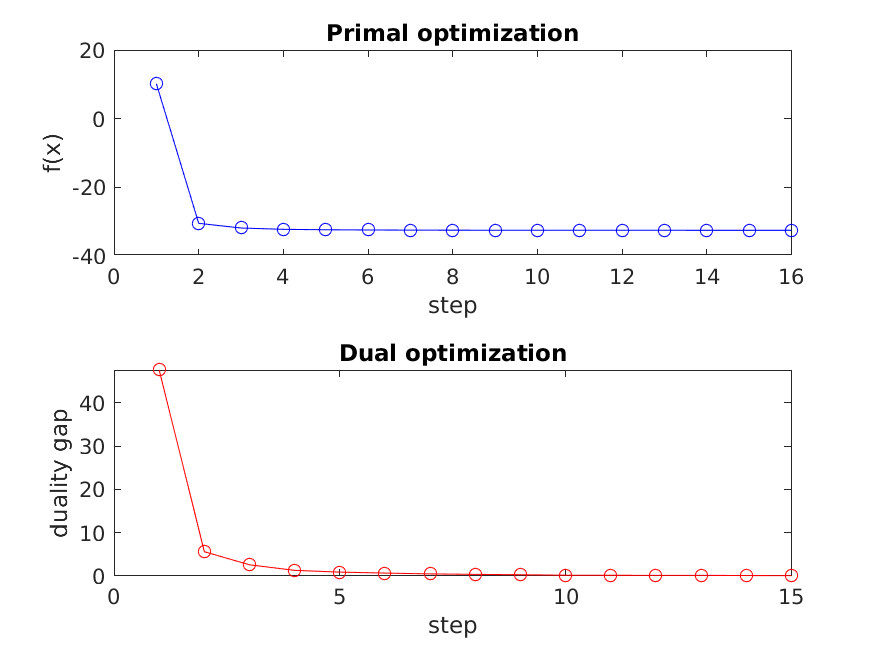 Primal optimization
20
0
-20
-40
f(x)
0 2 4 6 8 10 12 14 16
step
Dual optimization
40
30
20
10
0
duality gap
0 5 10 15
step